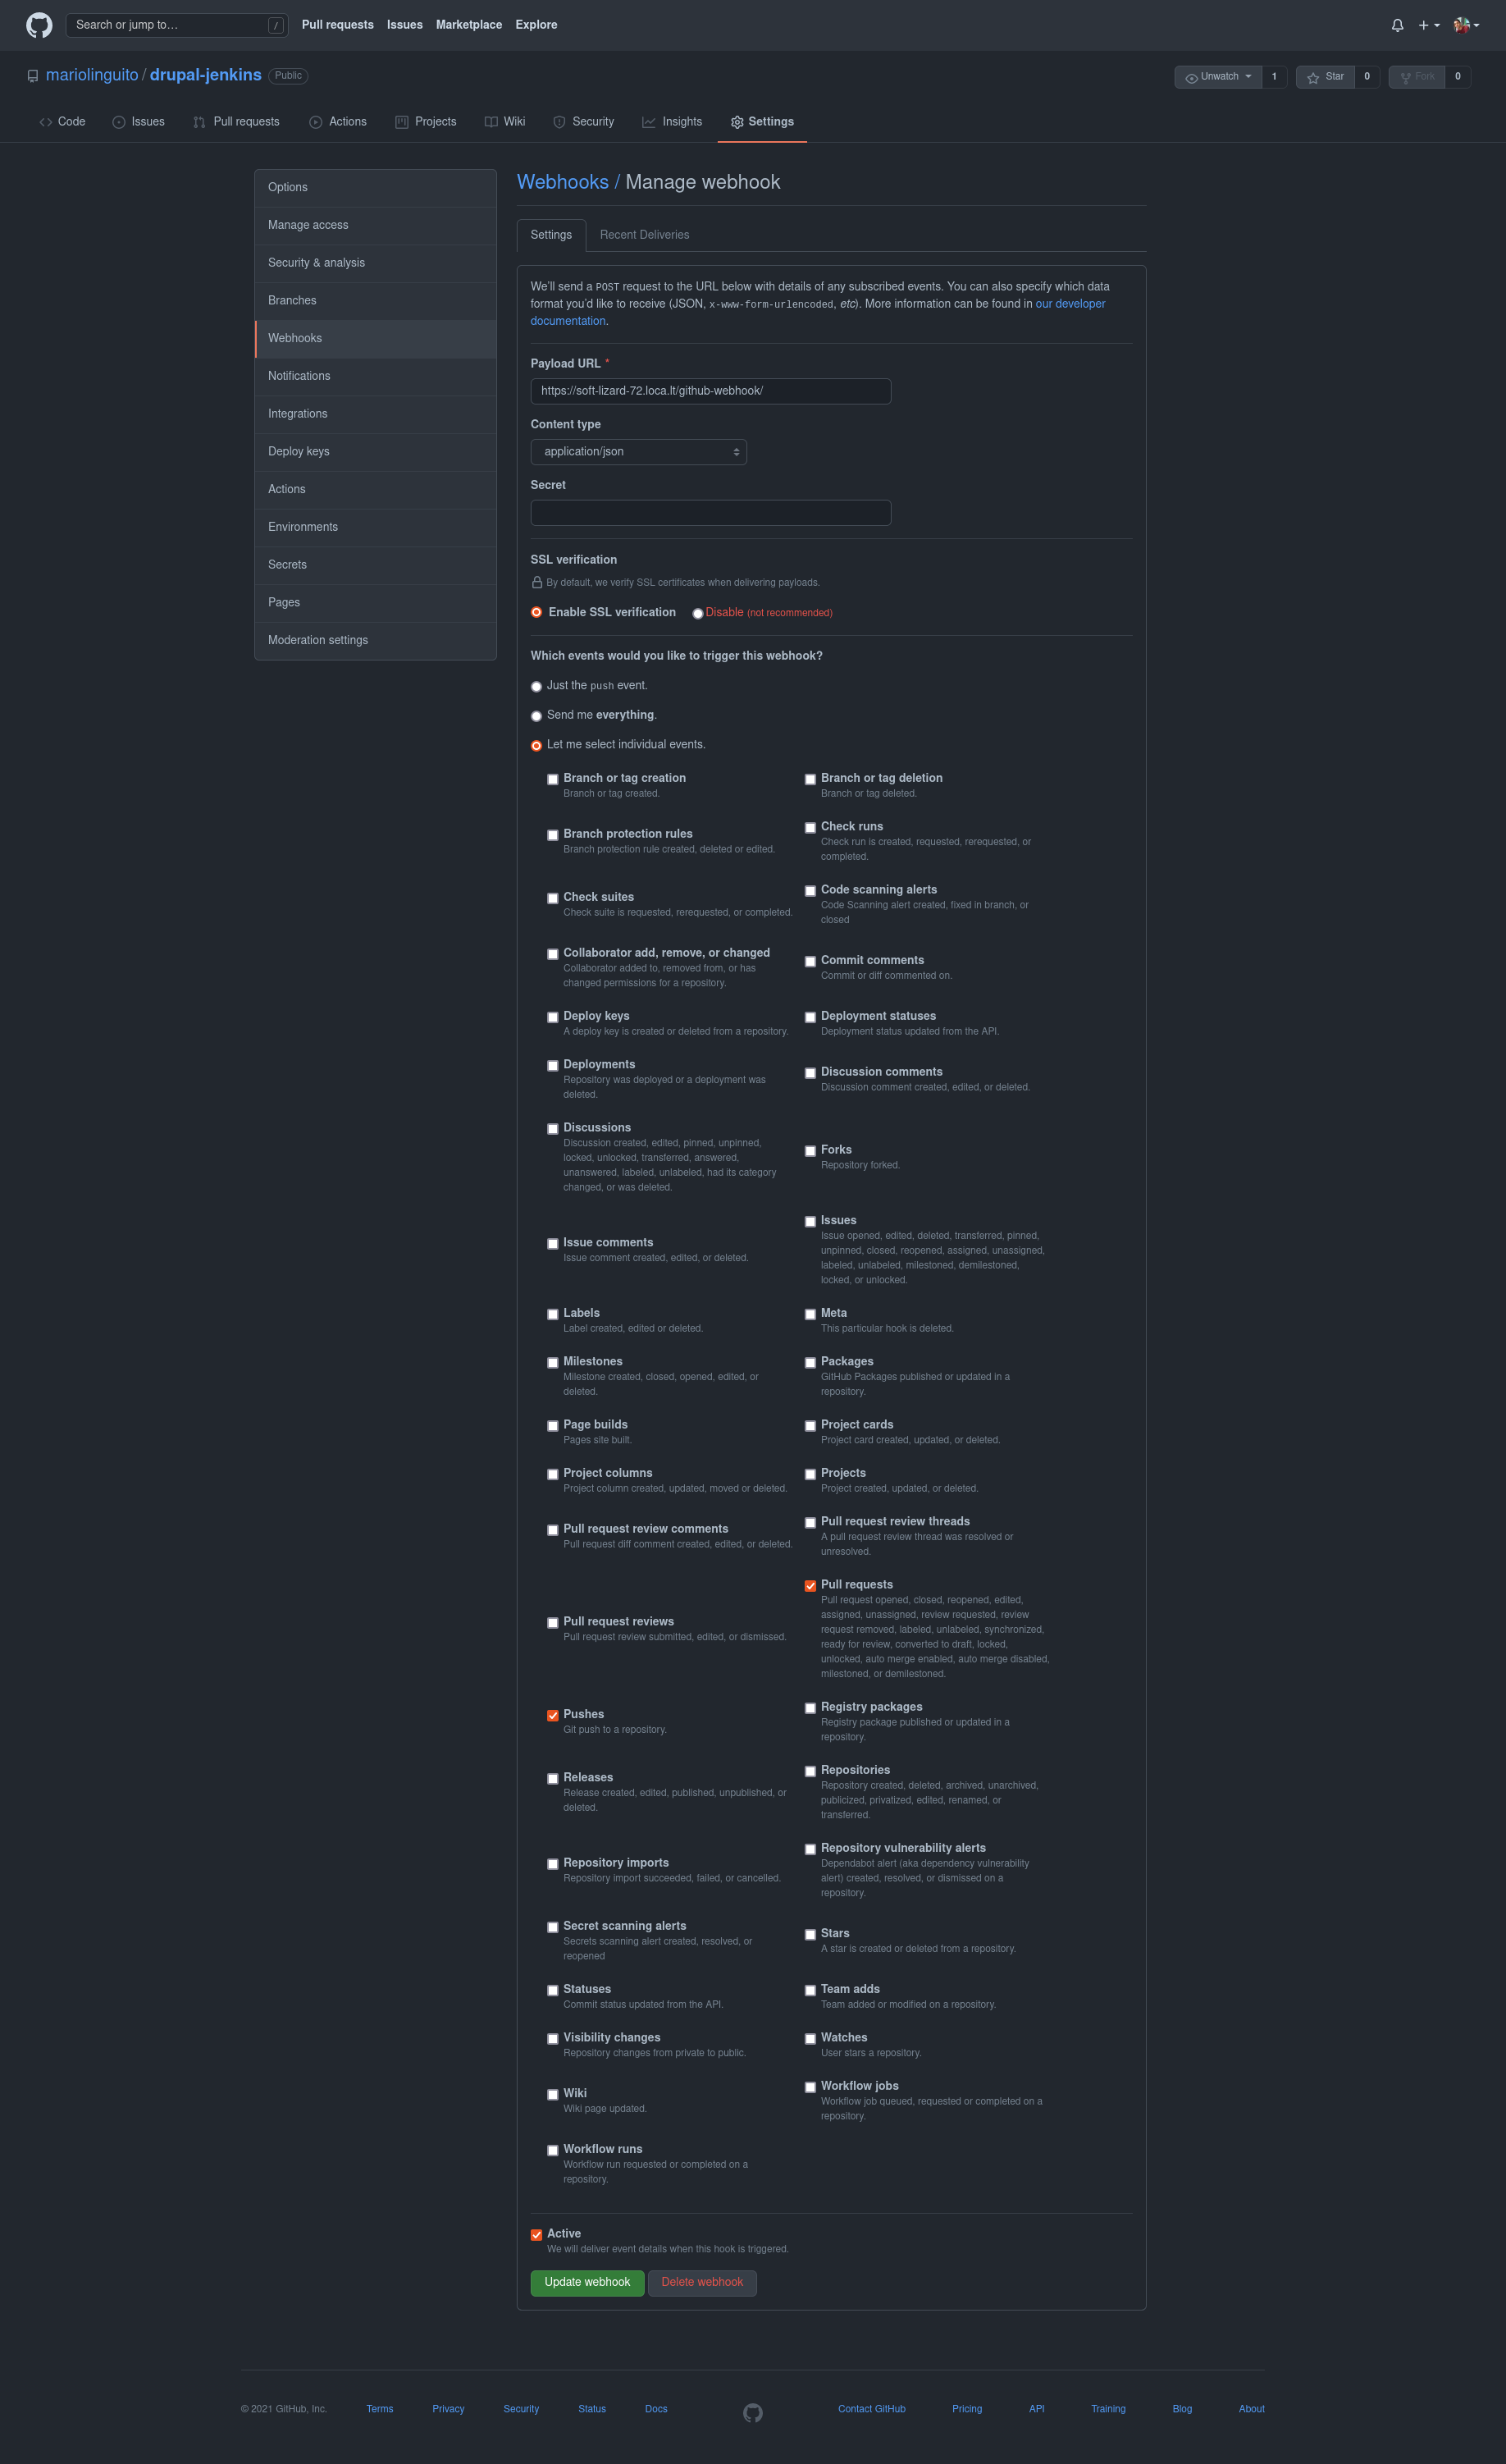 Search or jump to…
/
Pull requests Issues Marketplace Explore
mariolinguito / drupal-jenkins Public
Unwatch 1 Star 0 Fork 0
Code Issues Pull requests Actions Projects Wiki Security Insights Settings
Options
Manage access
Security & analysis
Branches
Webhooks
Notifications
Integrations
Deploy keys
Actions
Environments
Secrets
Pages
Moderation settings
Webhooks / Manage webhook
Settings Recent Deliveries
We'll send a POST request to the URL below with details of any subscribed events. You can also specify which data
format you'd like to receive (JSON, x-www-form-urlencoded, etc). More information can be found in our developer
documentation.
Payload URL *
https://soft-lizard-72.loca.lt/github-webhook/
Content type
application/json
Secret
SSL verification
By default, we verify SSL certificates when delivering payloads.
Enable SSL verification Disable (not recommended)
Which events would you like to trigger this webhook?
Just the push event.
Send me everything.
Let me select individual events.
Branch or tag creation
Branch or tag created.
Branch or tag deletion
Branch or tag deleted.
Branch protection rules
Branch protection rule created, deleted or edited.
Check runs
Check run is created, requested, rerequested, or
completed.
Check suites
Check suite is requested, rerequested, or completed.
Code scanning alerts
Code Scanning alert created, fixed in branch, or
closed
Collaborator add, remove, or changed
Collaborator added to, removed from, or has
changed permissions for a repository.
Commit comments
Commit or diff commented on.
Deploy keys
A deploy key is created or deleted from a repository.
Deployment statuses
Deployment status updated from the API.
Deployments
Repository was deployed or a deployment was
deleted.
Discussion comments
Discussion comment created, edited, or deleted.
Discussions
Discussion created, edited, pinned, unpinned,
locked, unlocked, transferred, answered,
unanswered, labeled, unlabeled, had its category
changed, or was deleted.
Forks
Repository forked.
Issue comments
Issue comment created, edited, or deleted.
Issues
Issue opened, edited, deleted, transferred, pinned,
unpinned, closed, reopened, assigned, unassigned,
labeled, unlabeled, milestoned, demilestoned,
locked, or unlocked.
Labels
Label created, edited or deleted.
Meta
This particular hook is deleted.
Milestones
Milestone created, closed, opened, edited, or
deleted.
Packages
GitHub Packages published or updated in a
repository.
Page builds
Pages site built.
Project cards
Project card created, updated, or deleted.
Project columns
Project column created, updated, moved or deleted.
Projects
Project created, updated, or deleted.
Pull request review comments
Pull request diff comment created, edited, or deleted.
Pull request review threads
A pull request review thread was resolved or
unresolved.
Pull request reviews
Pull request review submitted, edited, or dismissed.
Pull requests
Pull request opened, closed, reopened, edited,
assigned, unassigned, review requested, review
request removed, labeled, unlabeled, synchronized,
ready for review, converted to draft, locked,
unlocked, auto merge enabled, auto merge disabled,
milestoned, or demilestoned.
Pushes
Git push to a repository.
Registry packages
Registry package published or updated in a
repository.
Releases
Release created, edited, published, unpublished, or
deleted.
Repositories
Repository created, deleted, archived, unarchived,
publicized, privatized, edited, renamed, or
transferred.
Repository imports
Repository import succeeded, failed, or cancelled.
Repository vulnerability alerts
Dependabot alert (aka dependency vulnerability
alert) created, resolved, or dismissed on a
repository.
Secret scanning alerts
Secrets scanning alert created, resolved, or
reopened
Stars
A star is created or deleted from a repository.
Statuses
Commit status updated from the API.
Team adds
Team added or modified on a repository.
Visibility changes
Repository changes from private to public.
Watches
User stars a repository.
Wiki
Wiki page updated.
Workflow jobs
Workflow job queued, requested or completed on a
repository.
Workflow runs
Workflow run requested or completed on a
repository.
Active
We will deliver event details when this hook is triggered.
Update webhook Delete webhook
© 2021 GitHub, Inc. Terms Privacy Security Status Docs Contact GitHub Pricing API Training Blog About